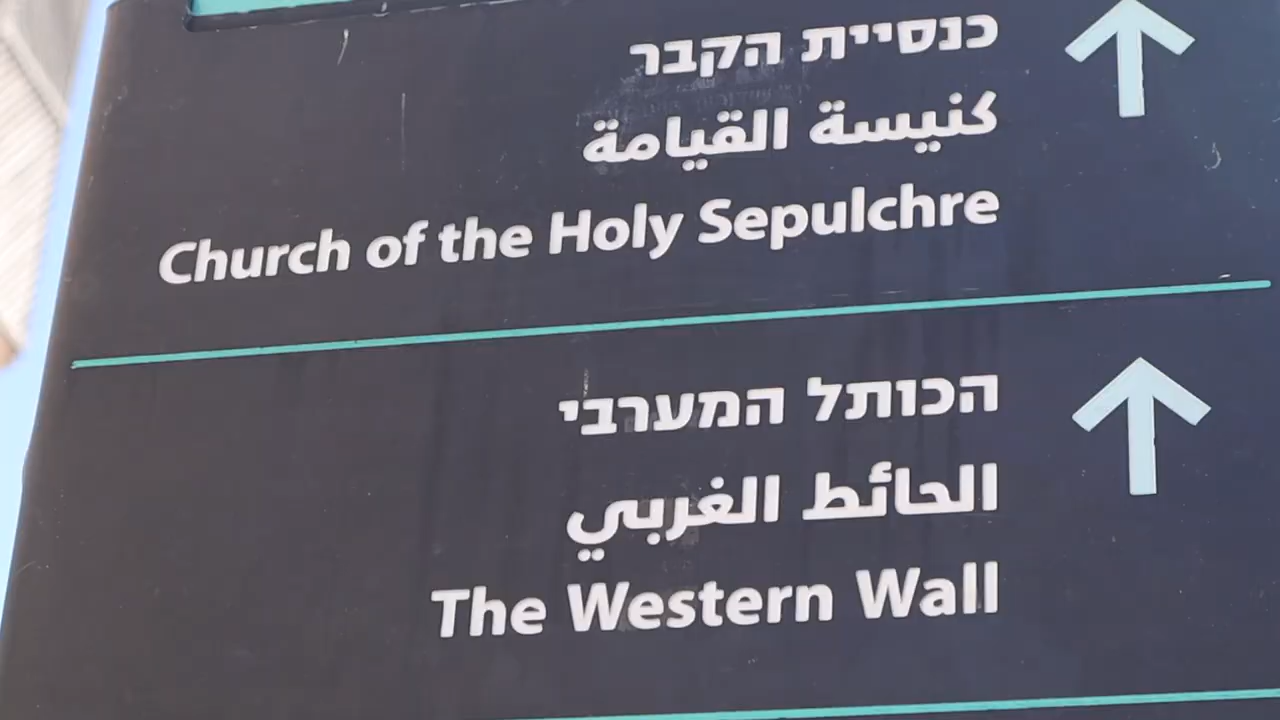 כנסיית הקבר
كنيسة القيامة
Church of the Holy Sepulchre
הכותל המערבי
الحائط الغربي
The Western Wall